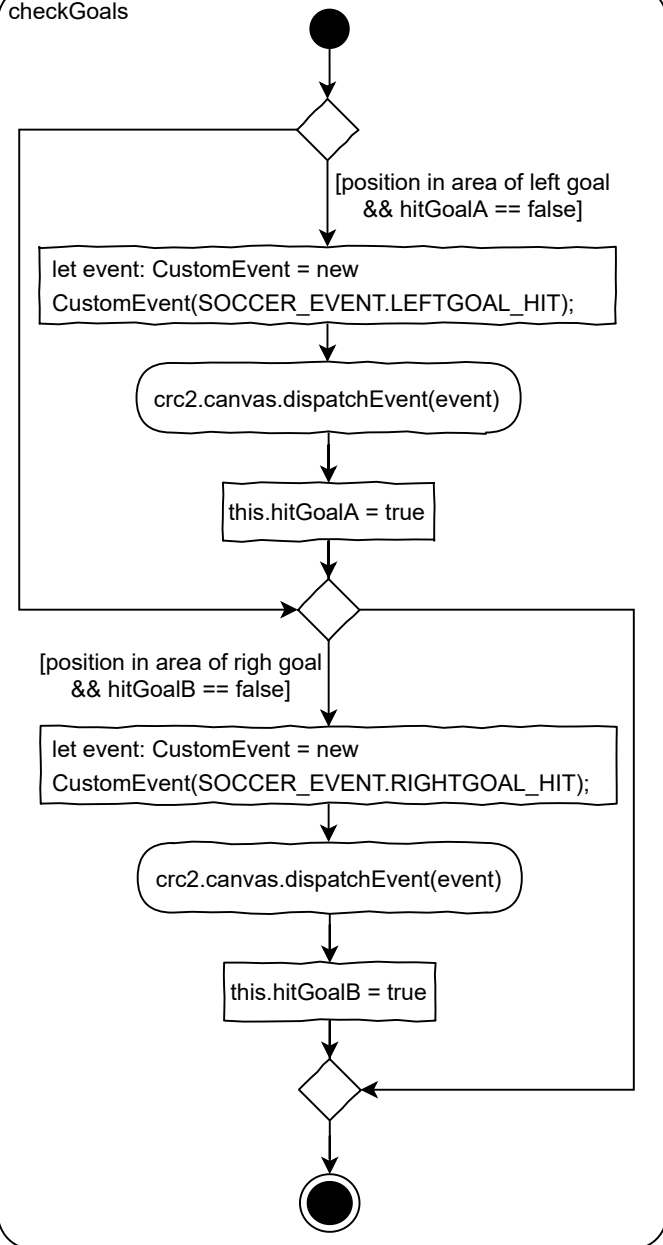 checkGoals
[position in area of left goal
&& hitGoalA == false]
let event: CustomEvent = new
CustomEvent(SOCCER_EVENT.LEFTGOAL_HIT);
crc2.canvas.dispatchEvent(event)
this.hitGoalA = true
[position in area of righ goal
&& hitGoalB == false]
let event: CustomEvent = new
CustomEvent(SOCCER_EVENT.RIGHTGOAL_HIT);
crc2.canvas.dispatchEvent(event)
this.hitGoalB = true